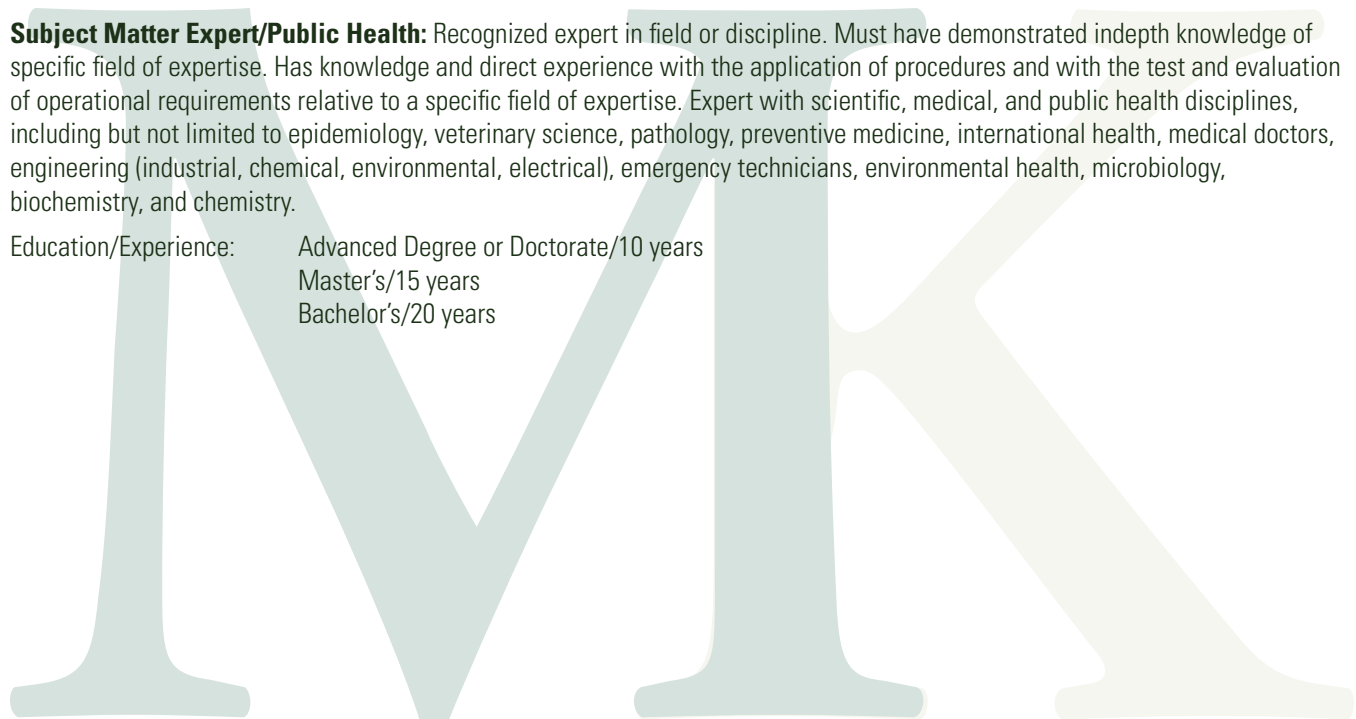 Subject Matter Expert/Public Health: Recognized expert in field or discipline. Must have demonstrated indepth knowledge of
specific field of expertise. Has knowledge and direct experience with the application of procedures and with the test and evaluation
of operational requirements relative to a specific field of expertise. Expert with scientific, medical, and public health disciplines,
including but not limited to epidemiology, veterinary science, pathology, preventive medicine, international health, medical doctors,
engineering (industrial, chemical, environmental, electrical), emergency technicians, environmental health, microbiology,
biochemistry, and chemistry.
Education/Experience: Advanced Degree or Doctorate/10 years
Master’s/15 years
Bachelor’s/20 years
MK